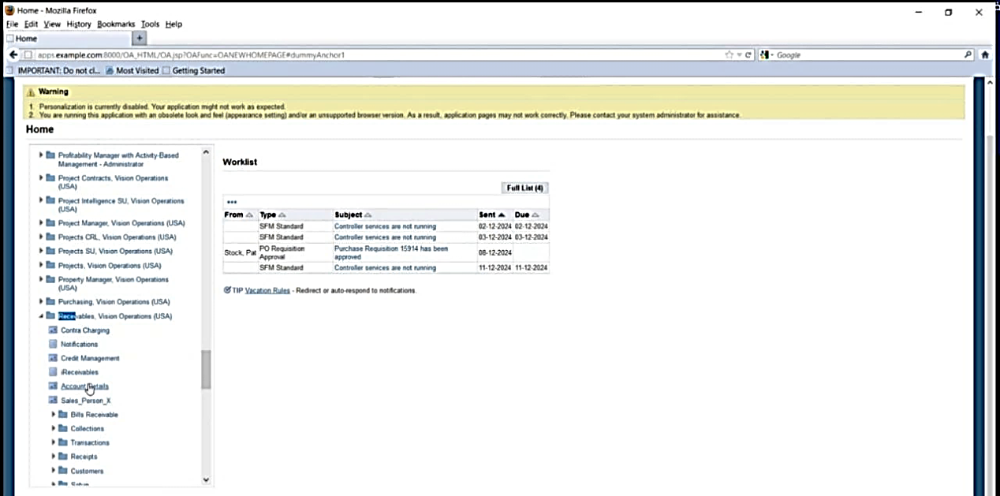 Home - Mozilla Firefox
File Edit View History Bookmarks Tools Help
Home
+
apps.example.com:8000/OA_HTML/OA.jsp?OAFunc=OANEWHOMEPAGE#dummyAnchor1
Google
IMPORTANT: Do not cl... Most Visited Getting Started
Warning
1. Personalization is currently disabled. Your application might not work as expected.
2. You are running this application with an obsolete look and feel (appearance setting) and/or an unsupported browser version. As a result, application pages may not work correctly. Please contact your system administrator for assistance.
Home
Profitability Manager with Activity-Based
Management - Administrator
Project Contracts, Vision Operations
(USA)
Project Intelligence SU, Vision Operations
(USA)
Project Manager, Vision Operations (USA)
Projects CRL, Vision Operations (USA)
Projects SU, Vision Operations (USA)
Projects, Vision Operations (USA)
Property Manager, Vision Operations
(USA)
Purchasing, Vision Operations (USA)
Receivables, Vision Operations (USA)
Contra Charging
Notifications
Credit Management
iReceivables
Account Details
Sales_Person_X
Bills Receivable
Collections
Transactions
Receipts
Customers
Setup
Worklist
Full List (4)
...
From Type Subject Sent Due
SFM Standard Controller services are not running 02-12-2024 02-12-2024
SFM Standard Controller services are not running 03-12-2024 03-12-2024
Stock, Pat PO Requisition Approval Purchase Requisition 15914 has been approved 08-12-2024
SFM Standard Controller services are not running 11-12-2024 11-12-2024
TIP Vacation Rules - Redirect or auto-respond to notifications.